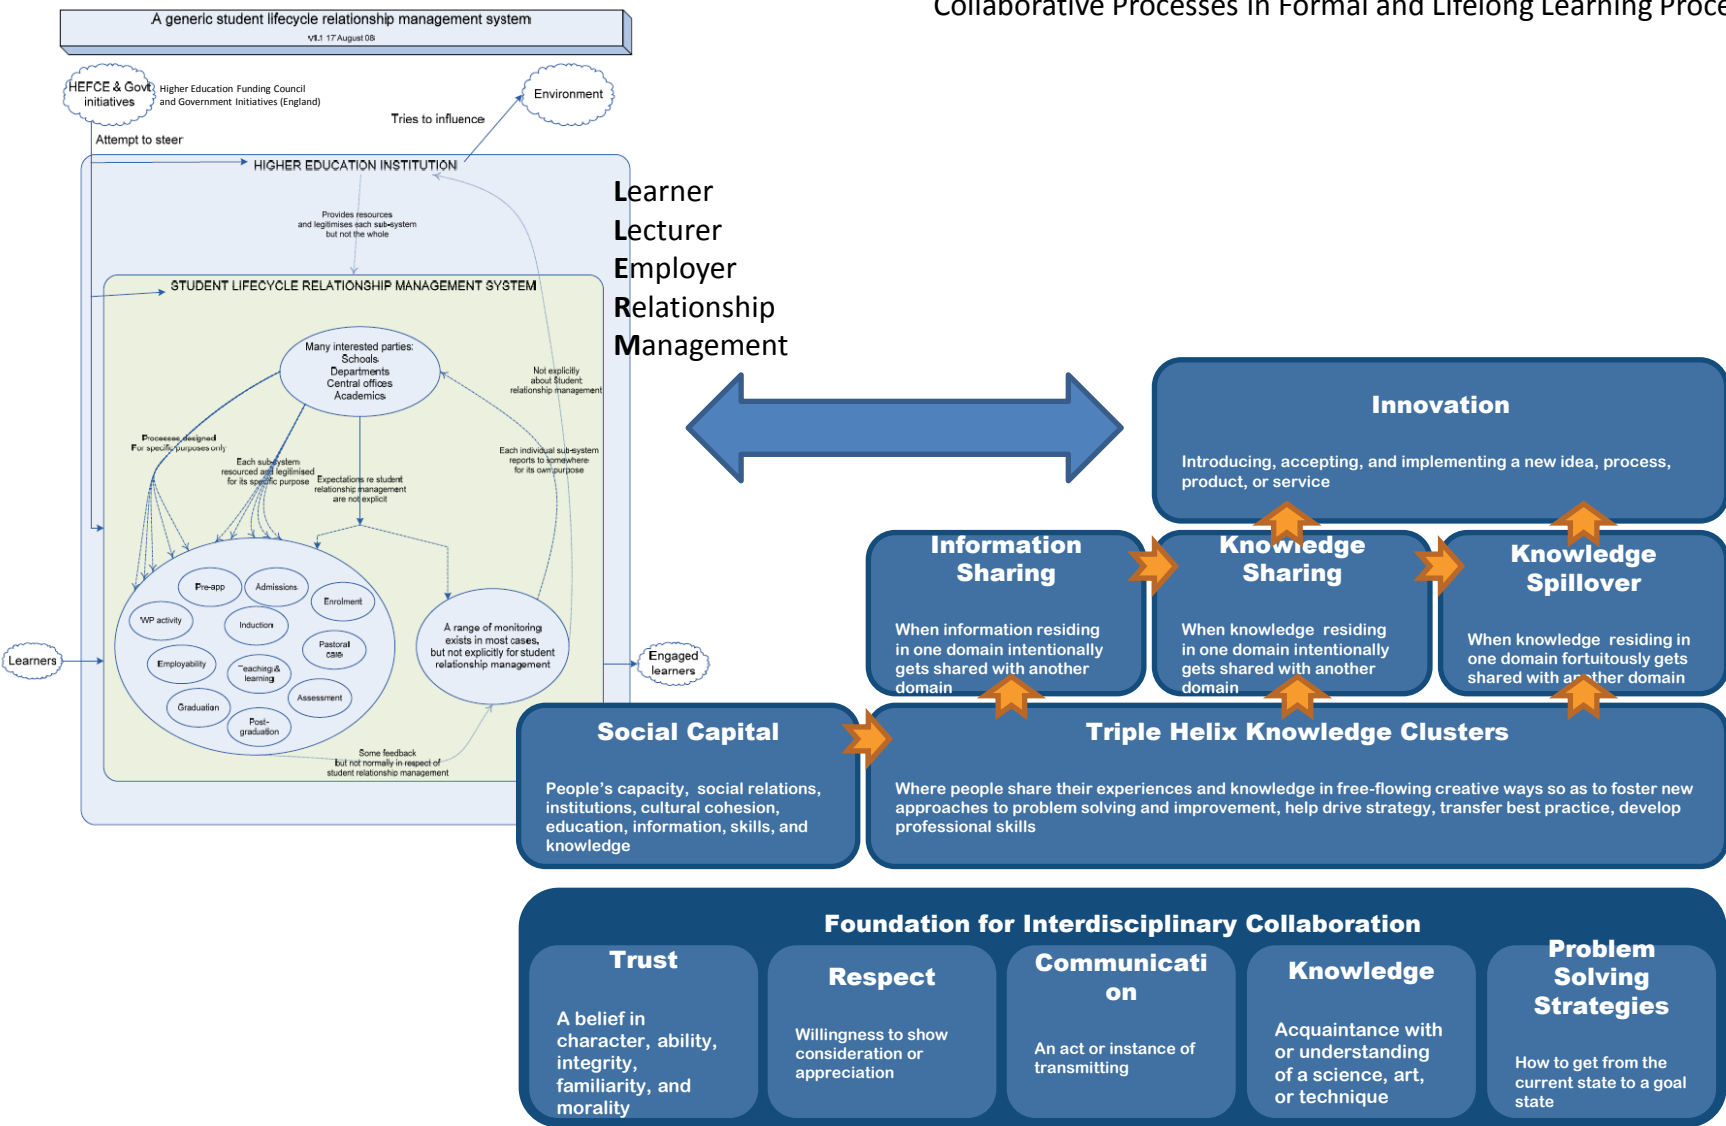 Collaborative Processes in Formal and Lifelong Learning Proce
A generic student lifecycle relationship management system
v1.1 17 August 08
HEFCE & Govt
initiatives
Higher Education Funding Council
and Government Initiatives (England)
Environment
Tries to influence
Attempt to steer
HIGHER EDUCATION INSTITUTION
Provides resources
and legitimises each sub-system
but not the whole
STUDENT LIFECYCLE RELATIONSHIP MANAGEMENT SYSTEM
Many interested parties:
Schools
Departments
Central offices
Academics
Not explicitly
about Student
relationship management
Processes designed
For specific purposes only
Each sub-system
resourced and legitimised
for its specific purpose
Expectations re student
relationship management
are not explicit
Each individual sub-system
reports to somewhere
for its own purpose
Pre-app
Admissions
Enrolment
WP activity
Induction
Pastoral
care
Employability
Teaching &
learning
Assessment
Graduation
Post-
graduation
A range of monitoring
exists in most cases,
but not explicitly for student
relationship management
Learners
Engaged
learners
Some feedback
but not normally in respect of
student relationship management
Learner
Lecturer
Employer
Relationship
Management
Innovation
Introducing, accepting, and implementing a new idea, process,
product, or service
Information
Sharing
When information residing
in one domain intentionally
gets shared with another
domain
Knowledge
Sharing
When knowledge residing
in one domain intentionally
gets shared with another
domain
Knowledge
Spillover
When knowledge residing in
one domain fortuitously gets
shared with another domain
Social Capital
People’s capacity, social relations,
institutions, cultural cohesion,
education, information, skills, and
knowledge
Triple Helix Knowledge Clusters
Where people share their experiences and knowledge in free-flowing creative ways so as to foster new
approaches to problem solving and improvement, help drive strategy, transfer best practice, develop
professional skills
Foundation for Interdisciplinary Collaboration
Trust
A belief in
character, ability,
integrity,
familiarity, and
morality
Respect
Willingness to show
consideration or
appreciation
Communicati
on
An act or instance of
transmitting
Knowledge
Acquaintance with
or understanding
of a science, art,
or technique
Problem
Solving
Strategies
How to get from the
current state to a goal
state